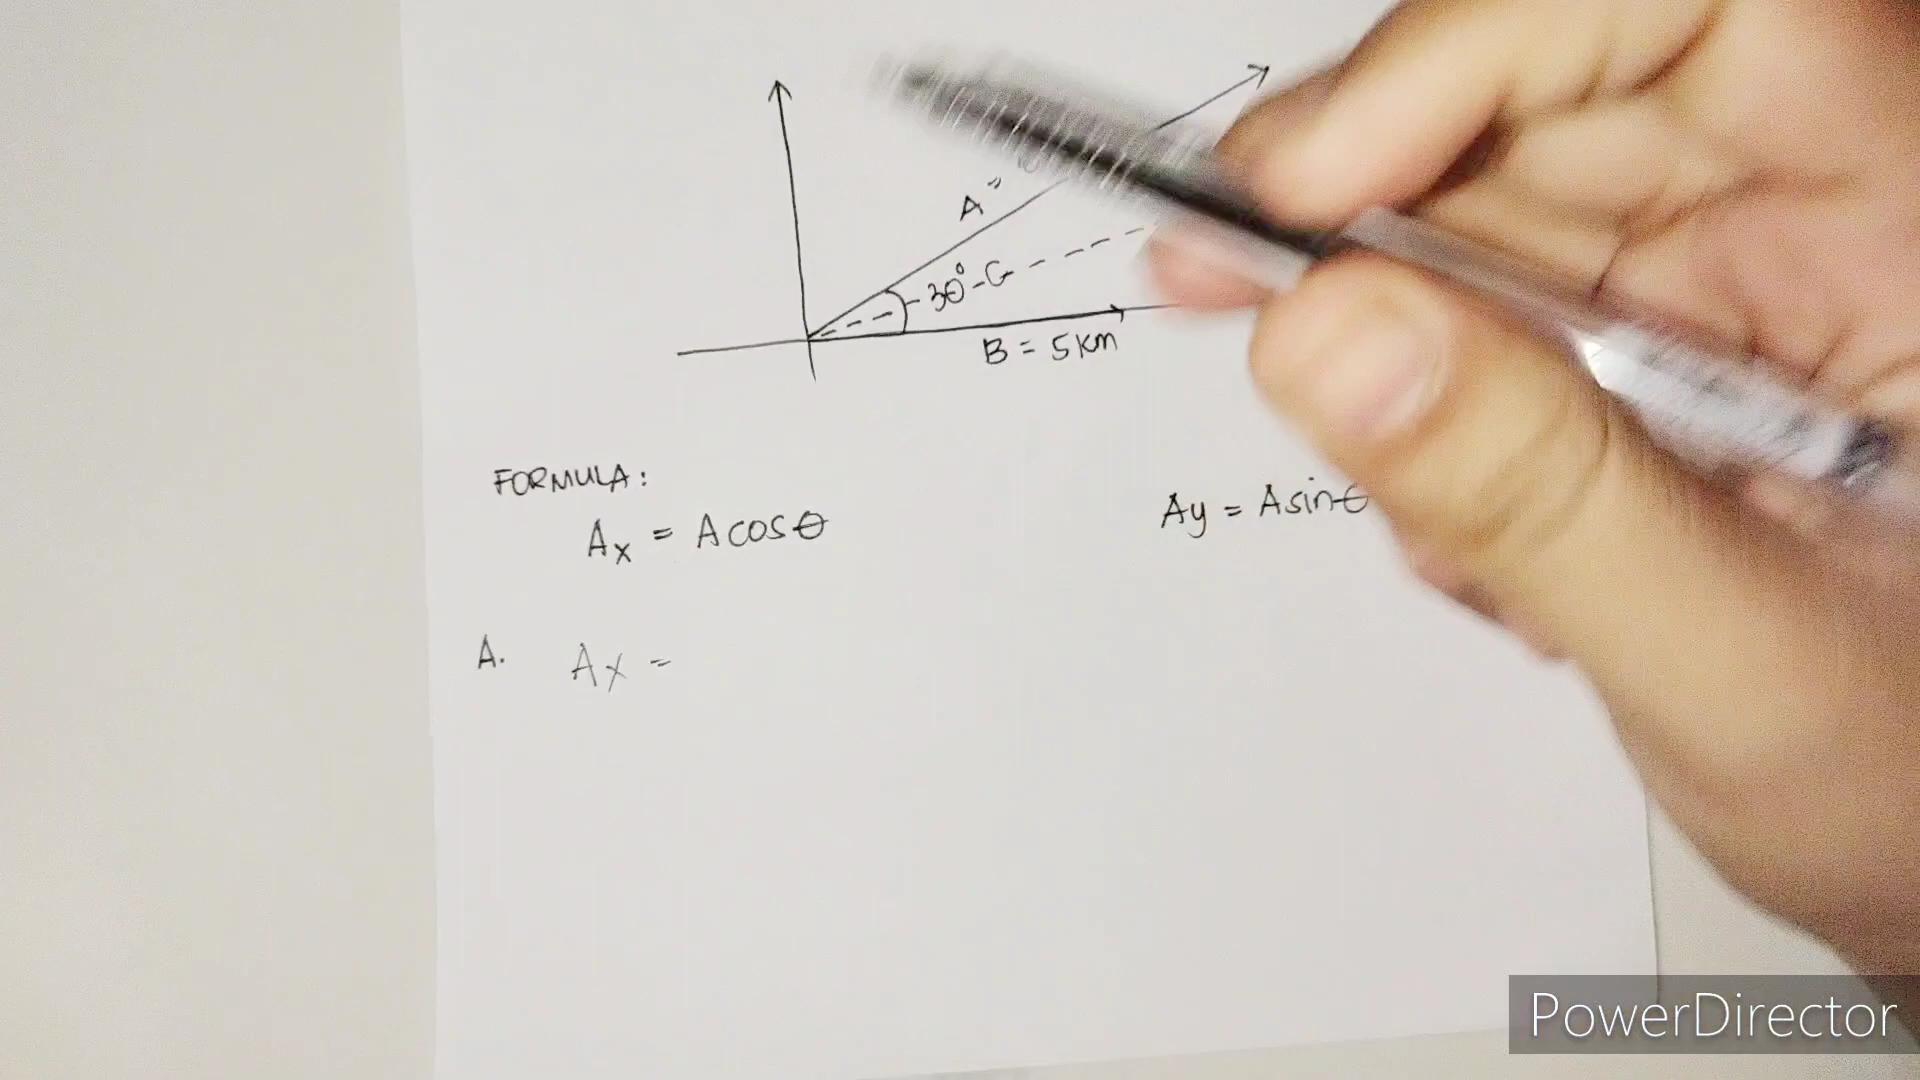 A =
30° - C
B = 5 km
FORMULA:
Ax = A cos θ
Ay = A sin θ
A. Ax =
PowerDirector